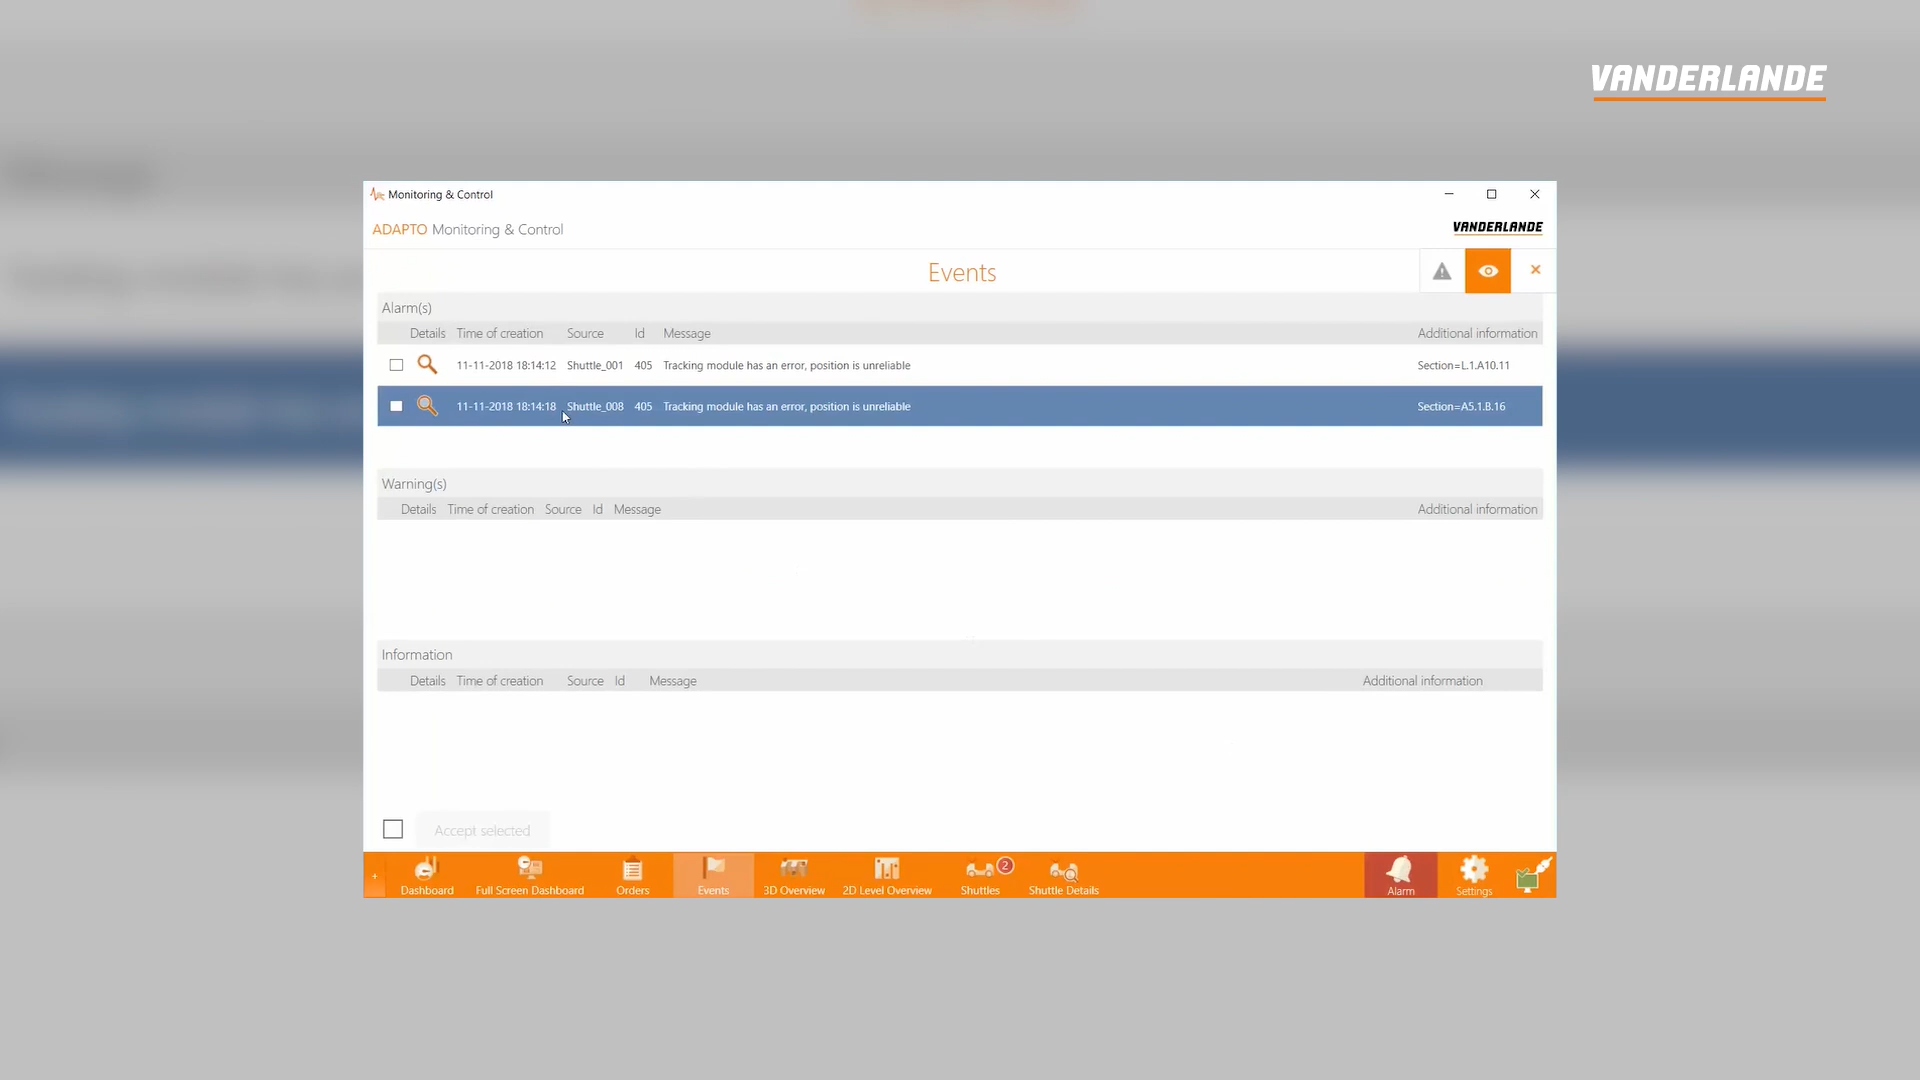 VANDERLANDE
Monitoring & Control
ADAPTO Monitoring & Control
VANDERLANDE
Events
Alarm(s)
Details Time of creation Source Id Message Additional information
11-11-2018 18:14:12 Shuttle_001 405 Tracking module has an error, position is unreliable Section=L.1.A10.11
11-11-2018 18:14:18 Shuttle_008 405 Tracking module has an error, position is unreliable Section=A5.1.B.16
Warning(s)
Details Time of creation Source Id Message Additional information
Information
Details Time of creation Source Id Message Additional information
Accept selected
+ Dashboard Full Screen Dashboard Orders Events 3D Overview 2D Level Overview Shuttles 2 Shuttle Details Alarm Settings